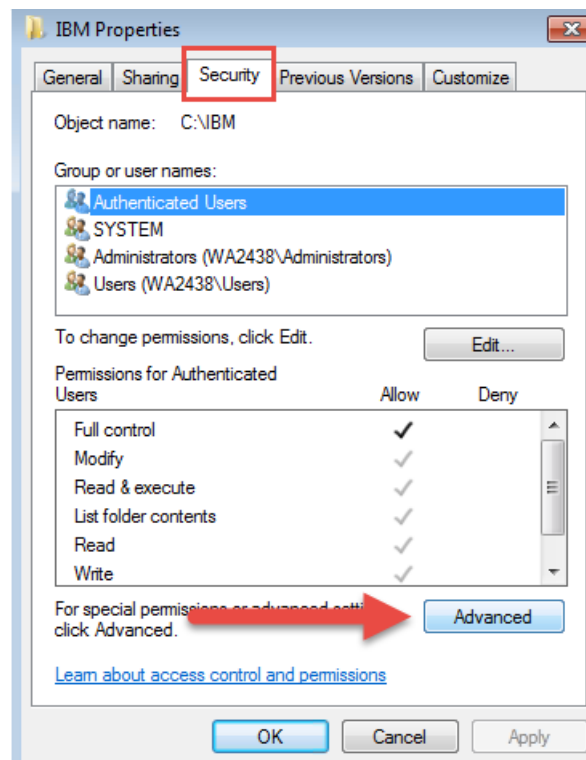 IBM Properties
General Sharing Security Previous Versions Customize
Object name: C:\IBM
Group or user names:
Authenticated Users
SYSTEM
Administrators (WA2438\Administrators)
Users (WA2438\Users)
To change permissions, click Edit.
Edit...
Permissions for Authenticated
Users Allow Deny
Full control
Modify
Read & execute
List folder contents
Read
Write
For special permissions or advanced
click Advanced.
Advanced
Learn about access control and permissions
OK Cancel Apply